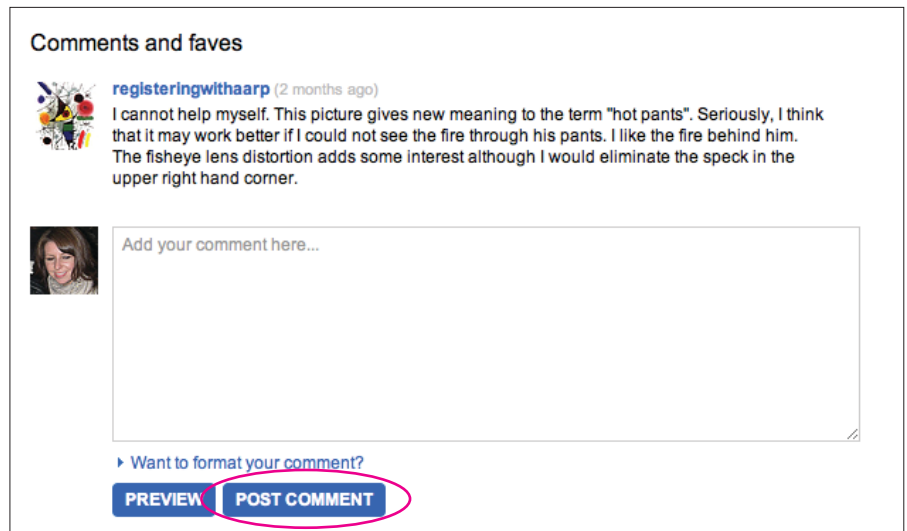 Comments and faves
registeringwithaarp (2 months ago)
I cannot help myself. This picture gives new meaning to the term "hot pants". Seriously, I think
that it may work better if I could not see the fire through his pants. I like the fire behind him.
The fisheye lens distortion adds some interest although I would eliminate the speck in the
upper right hand corner.
Add your comment here...
Want to format your comment?
PREVIEW POST COMMENT